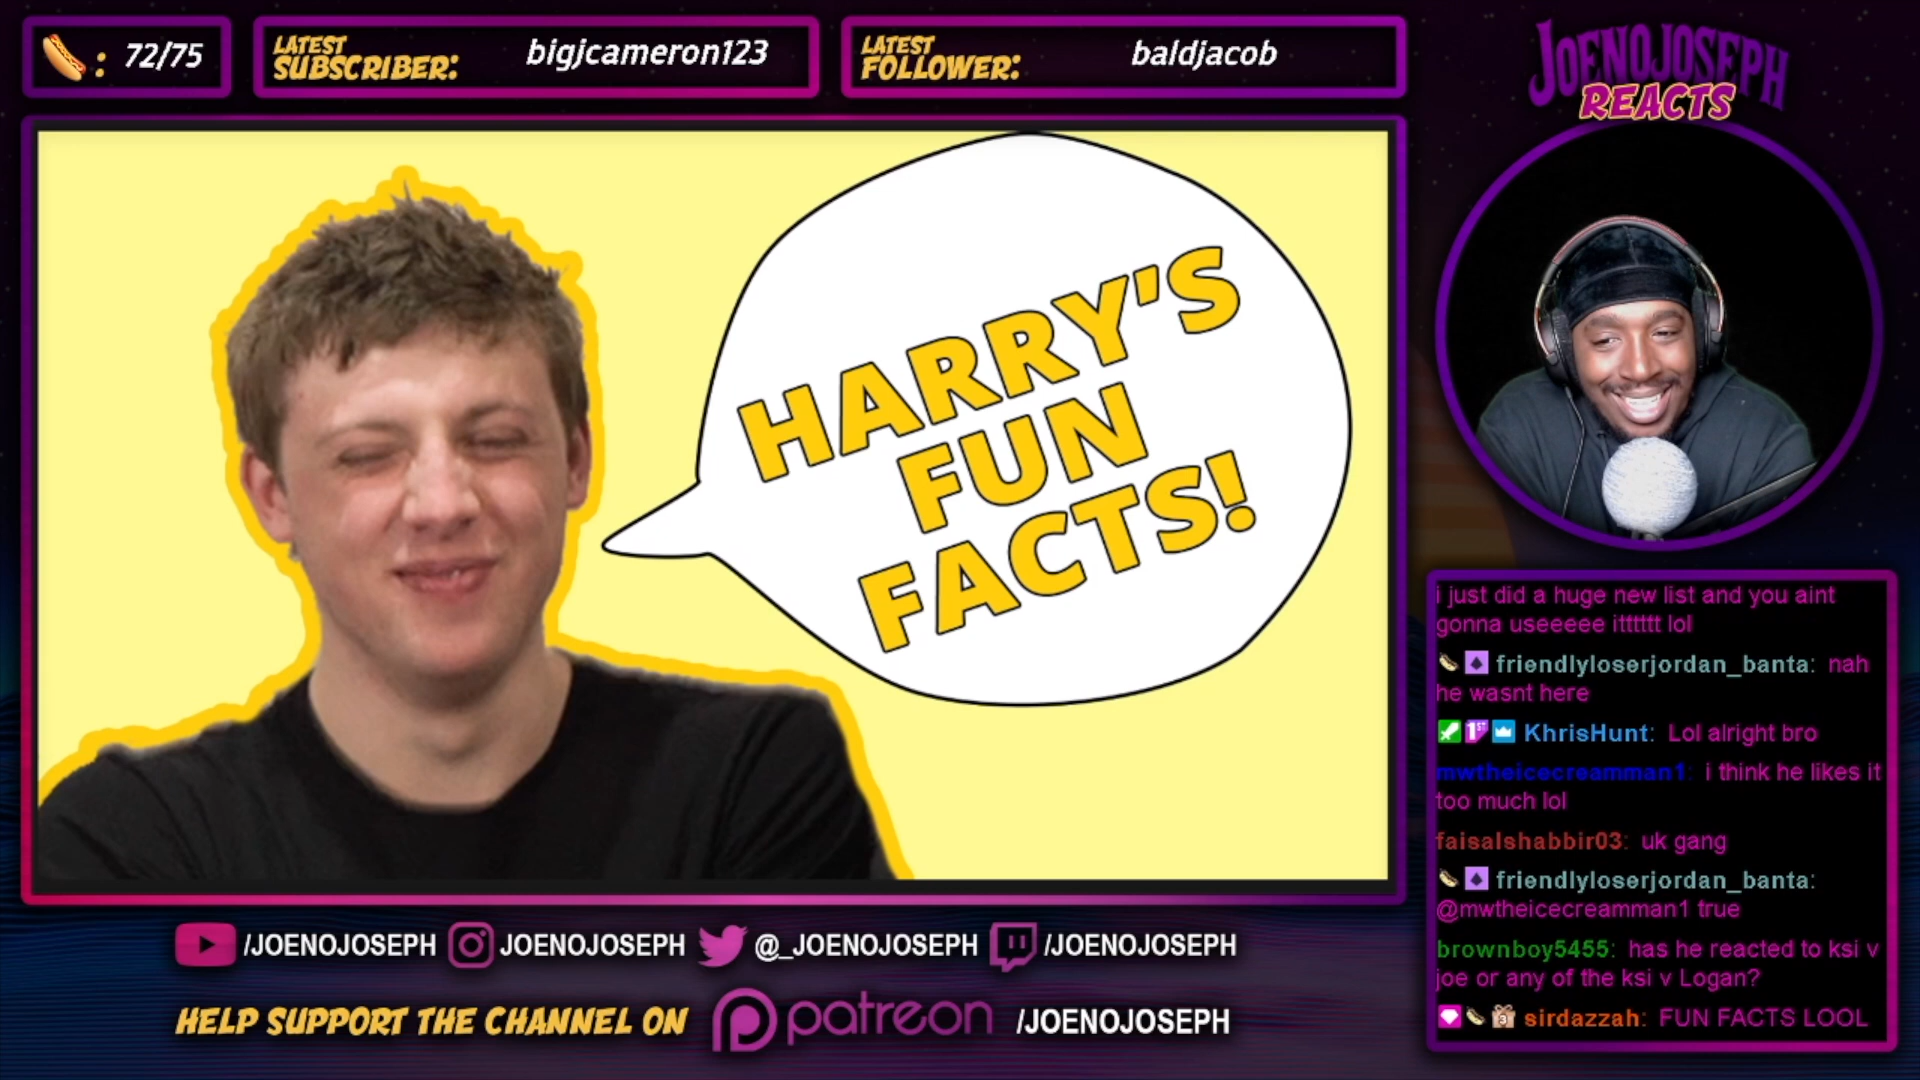 : 72/75
LATEST SUBSCRIBER: bigjcameron123
LATEST FOLLOWER: baldjacob
JOENOJOSEPH
REACTS
HARRY'S
FUN
FACTS!
i just did a huge new list and you aint
gonna useeeee itttttt lol
friendlyloserjordan_banta: nah
he wasnt here
1ST KhrisHunt: Lol alright bro
mwtheicecreamman1: i think he likes it
too much lol
faisalshabbir03: uk gang
friendlyloserjordan_banta:
@mwtheicecreamman1 true
brownboy5455: has he reacted to ksi v
joe or any of the ksi v Logan?
3 sirdazzah: FUN FACTS LOOL
/JOENOJOSEPH JOENOJOSEPH @_JOENOJOSEPH /JOENOJOSEPH
HELP SUPPORT THE CHANNEL ON patreon /JOENOJOSEPH